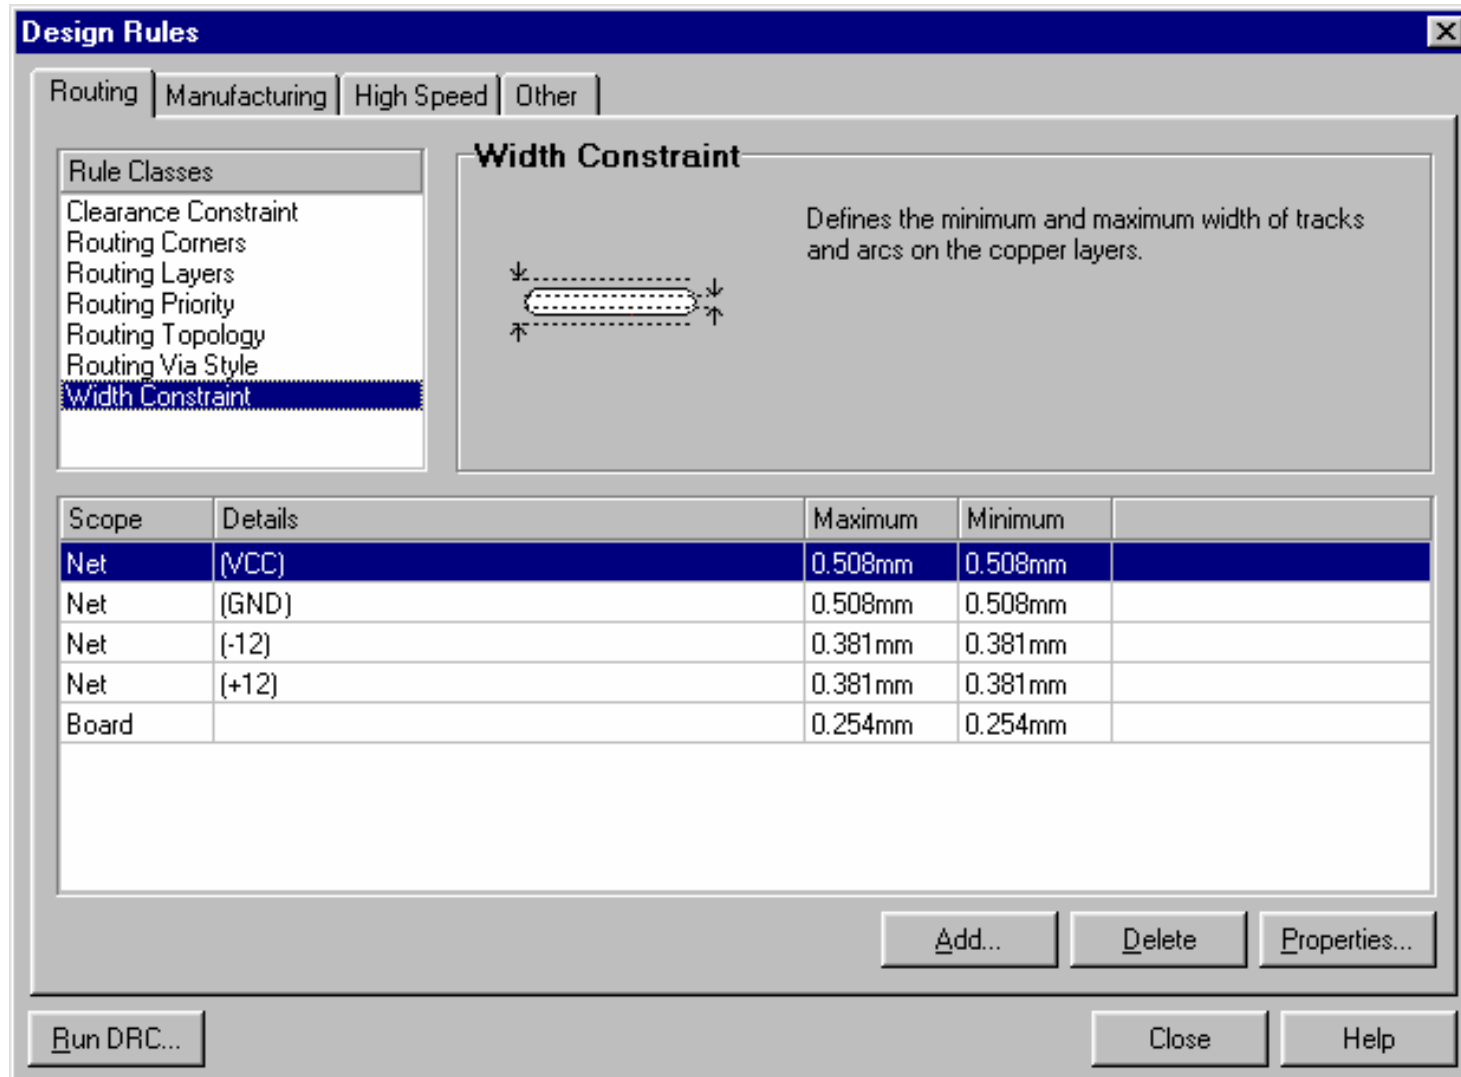 Design Rules
Routing Manufacturing High Speed Other
Rule Classes
Clearance Constraint
Routing Corners
Routing Layers
Routing Priority
Routing Topology
Routing Via Style
Width Constraint
Width Constraint
Defines the minimum and maximum width of tracks
and arcs on the copper layers.
Scope Details Maximum Minimum
Net (VCC) 0.508mm 0.508mm
Net (GND) 0.508mm 0.508mm
Net (-12) 0.381mm 0.381mm
Net (+12) 0.381mm 0.381mm
Board 0.254mm 0.254mm
Add... Delete Properties...
Run DRC... Close Help